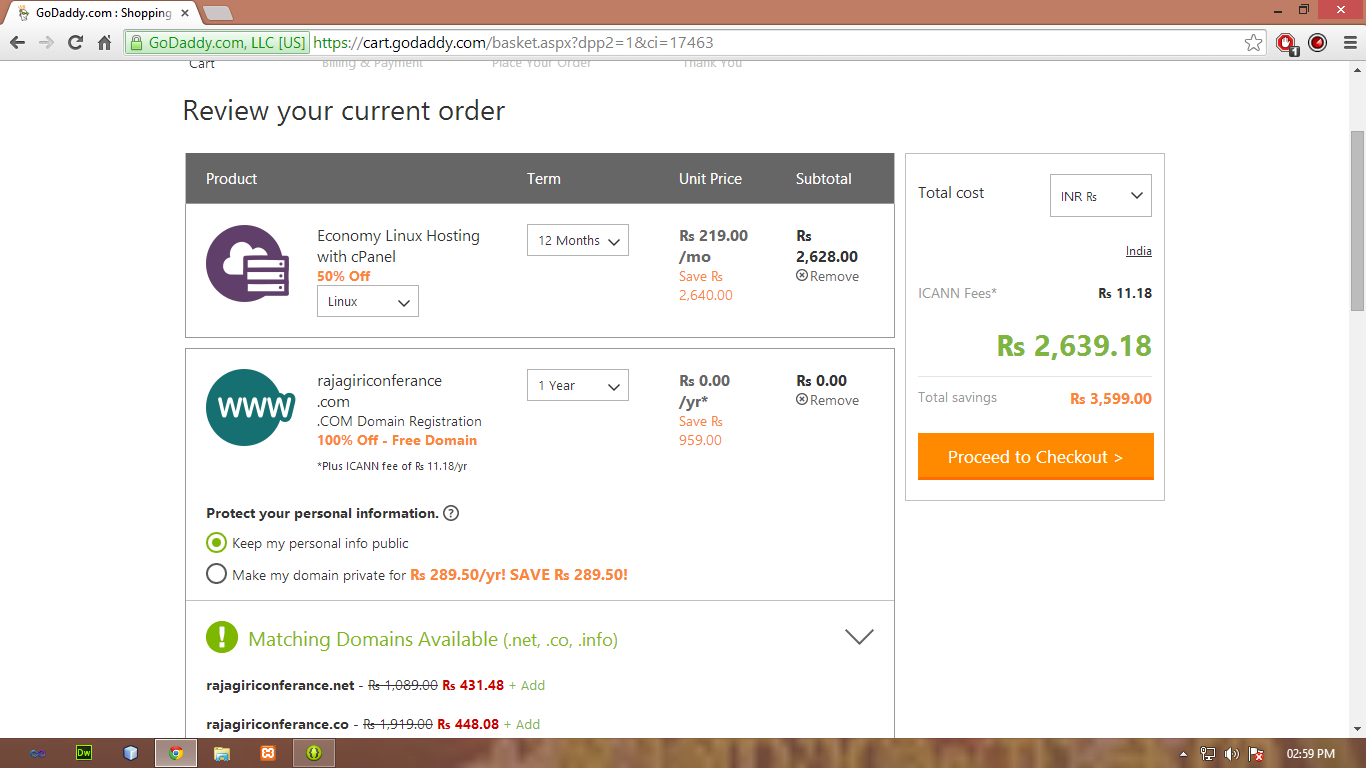 GoDaddy.com : Shopping
GoDaddy.com, LLC [US] https://cart.godaddy.com/basket.aspx?dpp2=1&ci=17463
1
Cart Billing & Payment Place Your Order Thank You
Review your current order
Product Term Unit Price Subtotal
Economy Linux Hosting
with cPanel
50% Off
Linux
12 Months
Rs 219.00
/mo
Save Rs
2,640.00
Rs
2,628.00
Remove
www
rajagiriconferance
.com
.COM Domain Registration
100% Off - Free Domain
*Plus ICANN fee of Rs 11.18/yr
1 Year
Rs 0.00
/yr*
Save Rs
959.00
Rs 0.00
Remove
Protect your personal information. ?
Keep my personal info public
Make my domain private for Rs 289.50/yr! SAVE Rs 289.50!
! Matching Domains Available (.net, .co, .info)
rajagiriconferance.net - Rs 1,089.00 Rs 431.48 + Add
rajagiriconferance.co - Rs 1,919.00 Rs 448.08 + Add
Total cost INR Rs
India
ICANN Fees* Rs 11.18
Rs 2,639.18
Total savings Rs 3,599.00
Proceed to Checkout >
Dw
02:59 PM